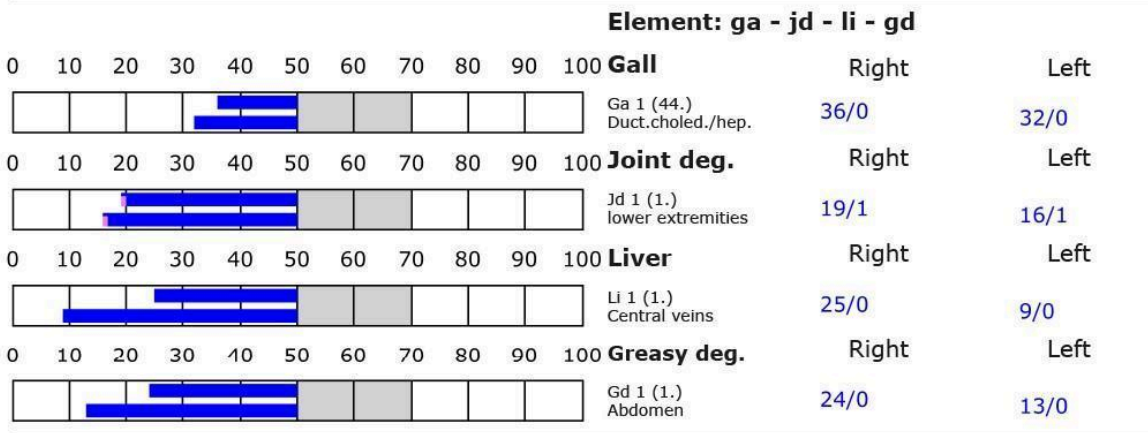 Element: ga - jd - li - gd
0 10 20 30 40 50 60 70 80 90 100 Gall Right Left
Ga 1 (44.) 36/0 32/0
Duct.choled./hep.
0 10 20 30 40 50 60 70 80 90 100 Joint deg. Right Left
Jd 1 (1.) 19/1 16/1
lower extremities
0 10 20 30 40 50 60 70 80 90 100 Liver Right Left
Li 1 (1.) 25/0 9/0
Central veins
0 10 20 30 40 50 60 70 80 90 100 Greasy deg. Right Left
Gd 1 (1.) 24/0 13/0
Abdomen